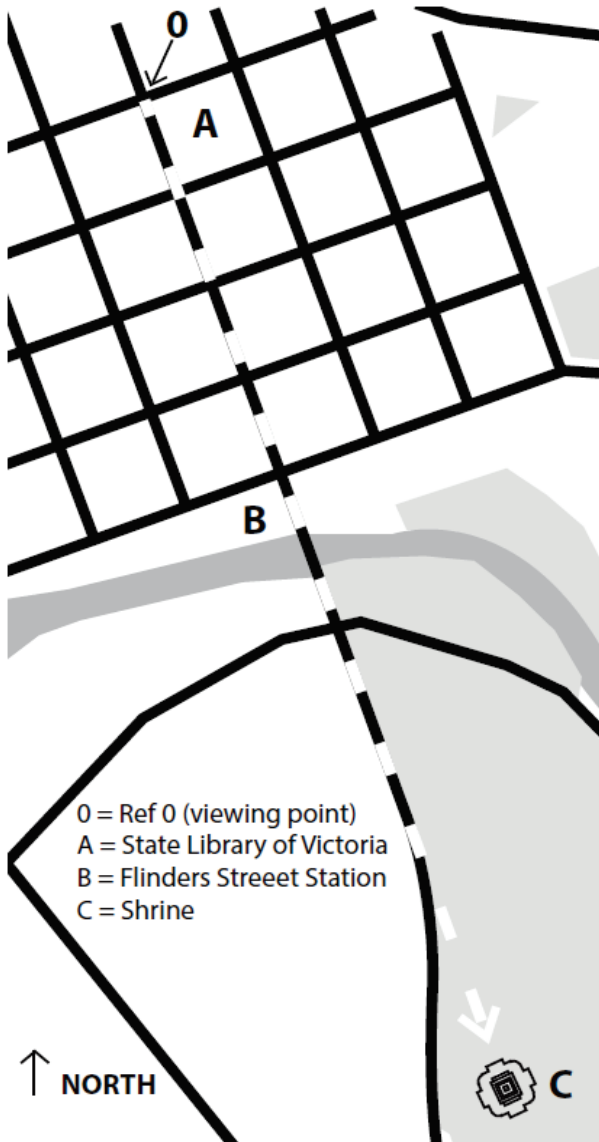 0
A
B
0 = Ref 0 (viewing point)
A = State Library of Victoria
B = Flinders Streeet Station
C = Shrine
NORTH
C